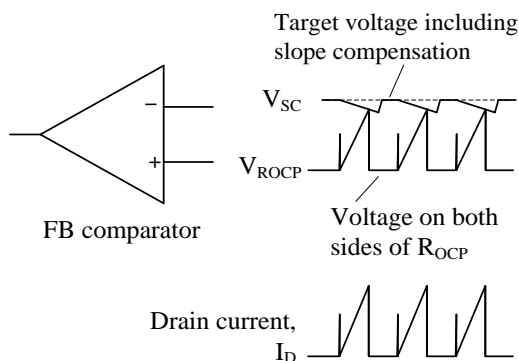 Target voltage including
slope compensation
V_SC
−
+
V_ROCP
FB comparator
Voltage on both
sides of R_OCP
Drain current,
I_D